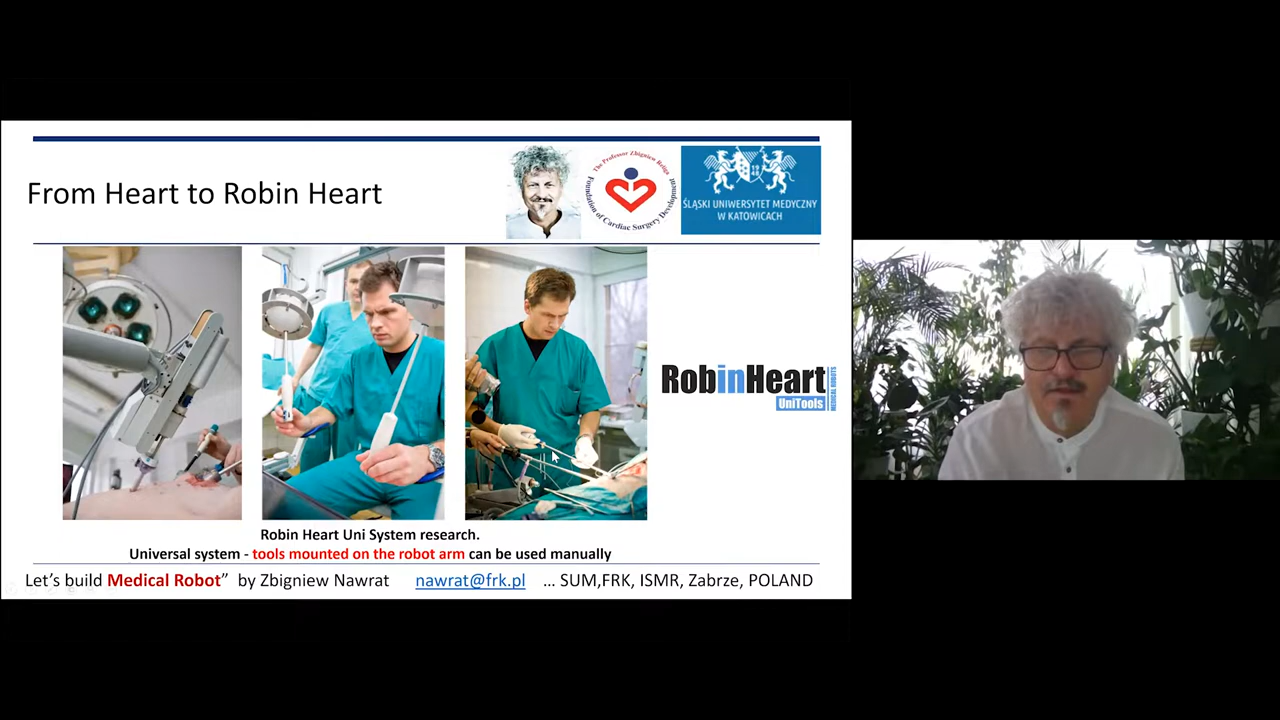 From Heart to Robin Heart
The Professor Zbigniew Religa
Foundation of Cardiac Surgery Development
1948
ŚLĄSKI UNIWERSYTET MEDYCZNY
W KATOWICACH
RobinHeart
UniTools
MEDICAL ROBOTS
Robin Heart Uni System research.
Universal system - tools mounted on the robot arm can be used manually
Let's build Medical Robot” by Zbigniew Nawrat nawrat@frk.pl ... SUM,FRK, ISMR, Zabrze, POLAND